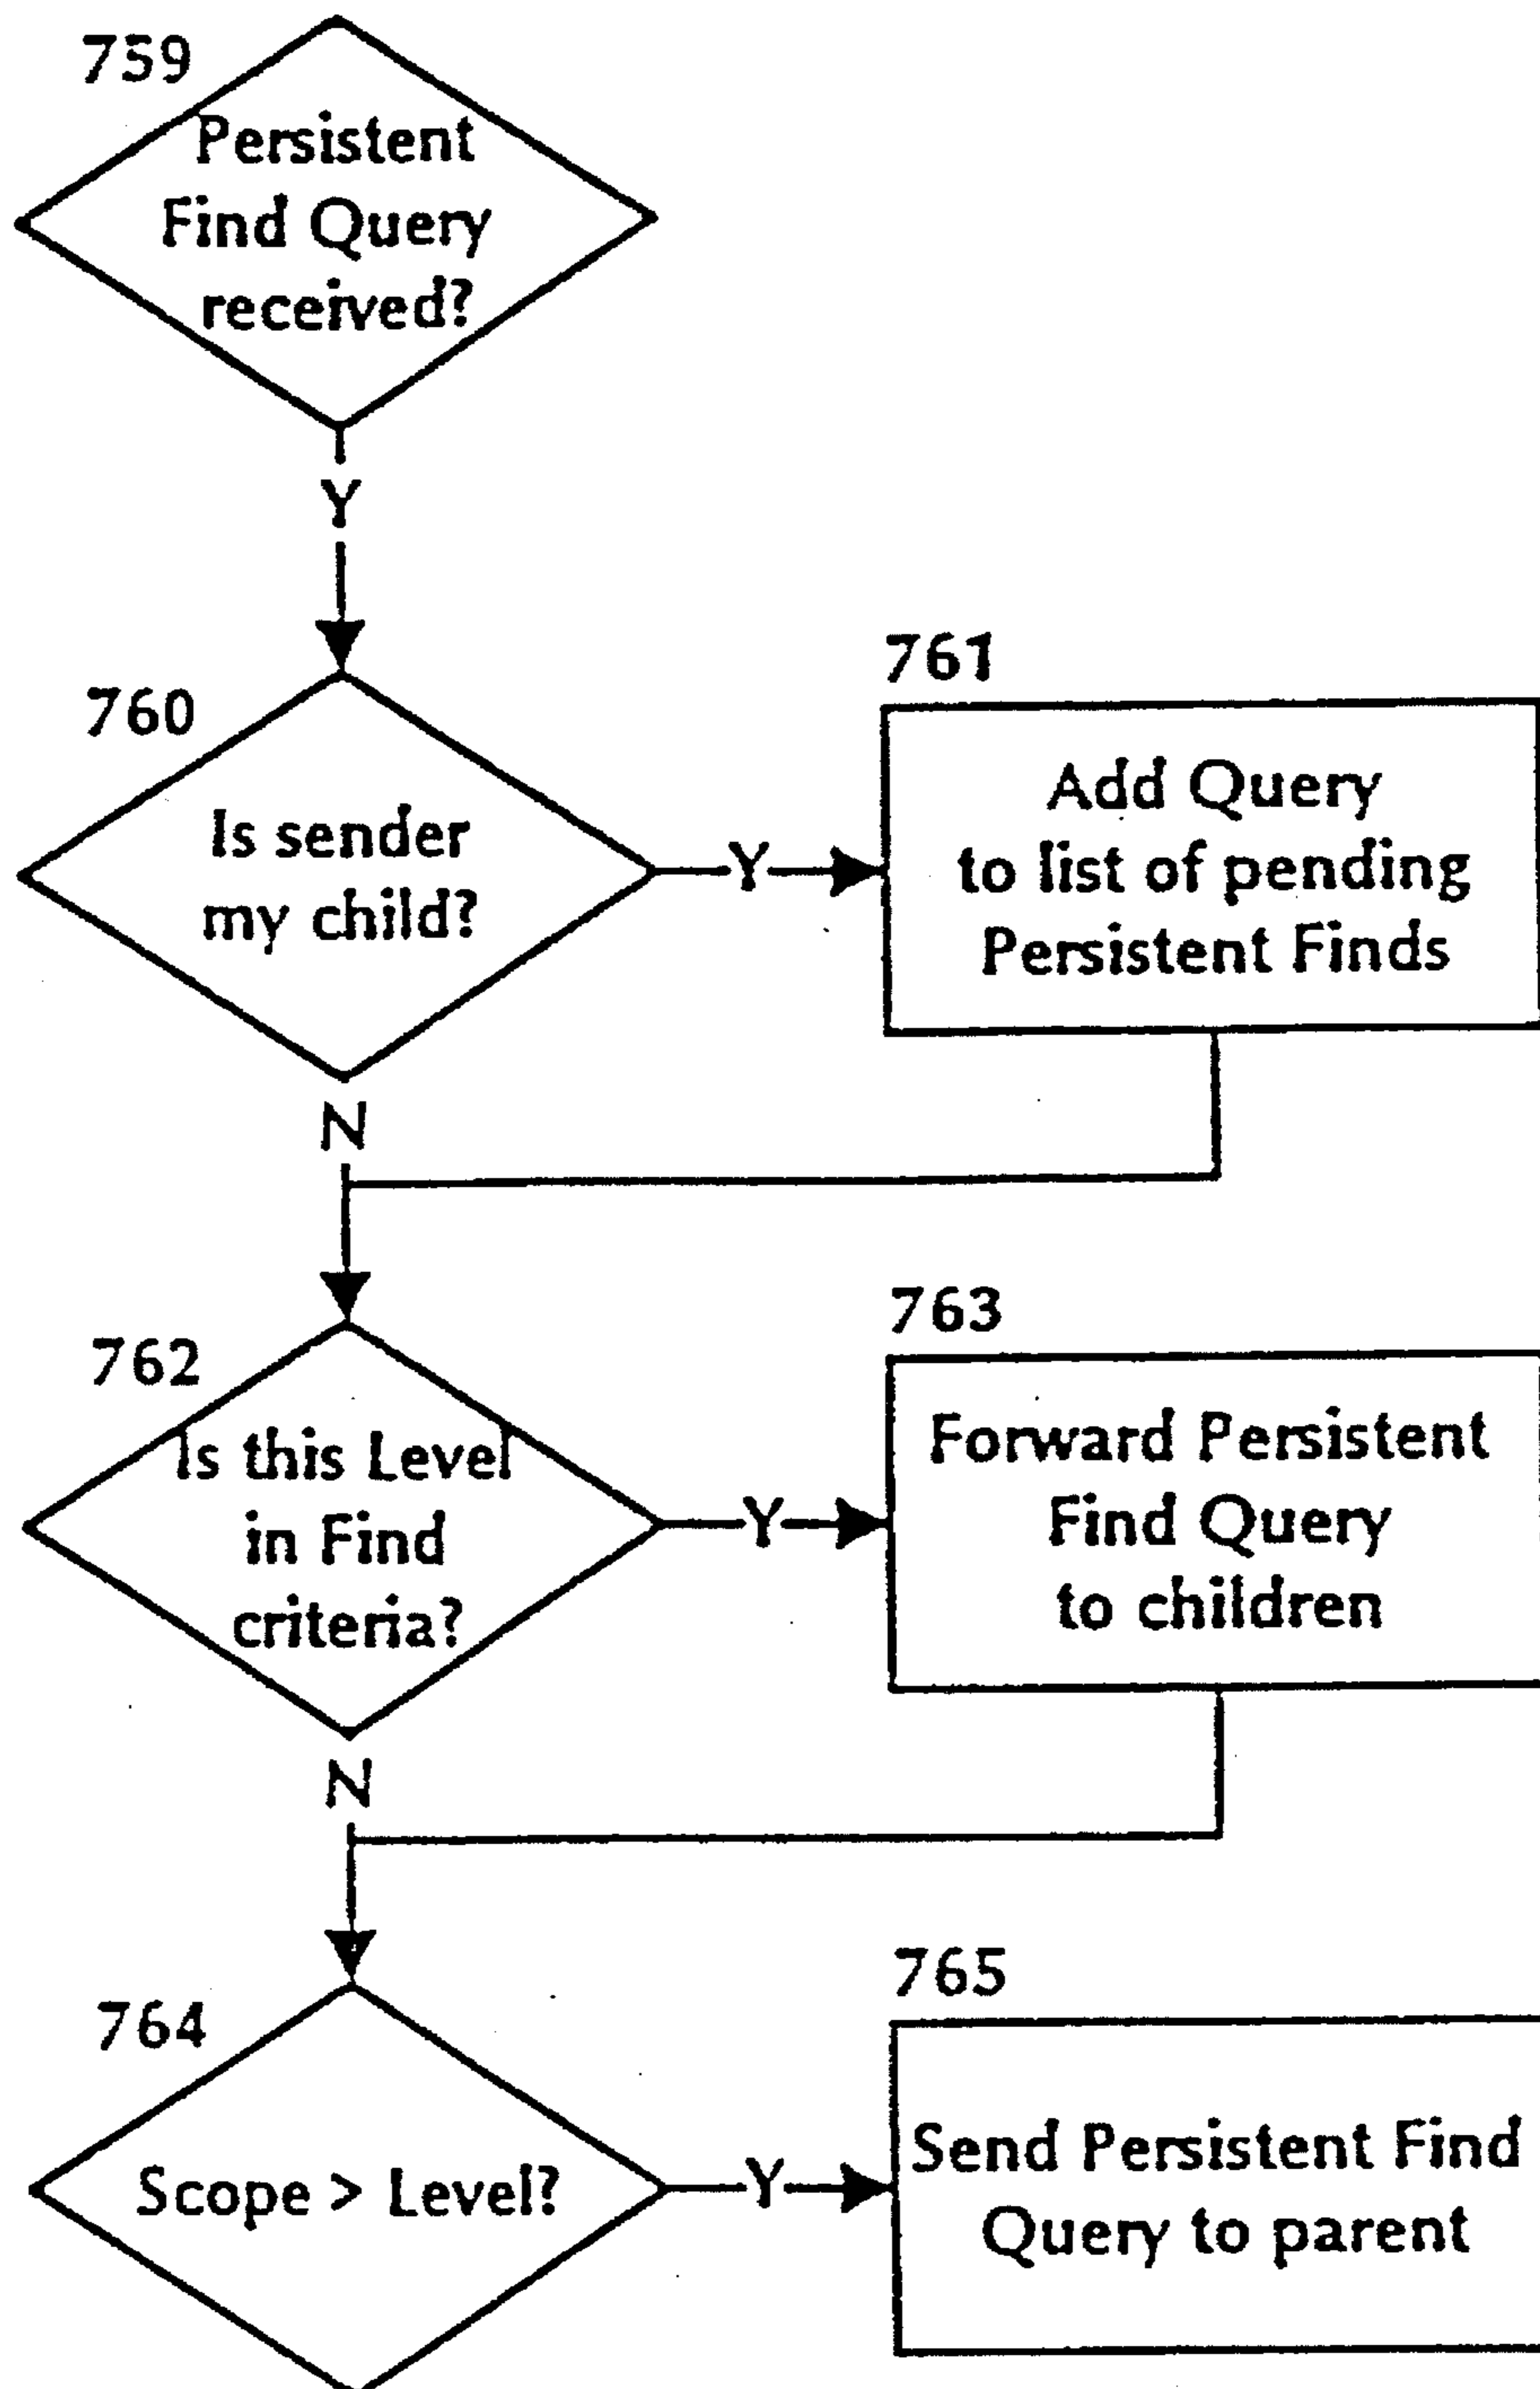 759
Persistent
Find Query
received?
Y
760
Is sender
my child?
Y
761
Add Query
to list of pending
Persistent Finds
N
762
Is this Level
in Find
criteria?
Y
763
Forward Persistent
Find Query
to children
N
764
Scope > Level?
Y
765
Send Persistent Find
Query to parent